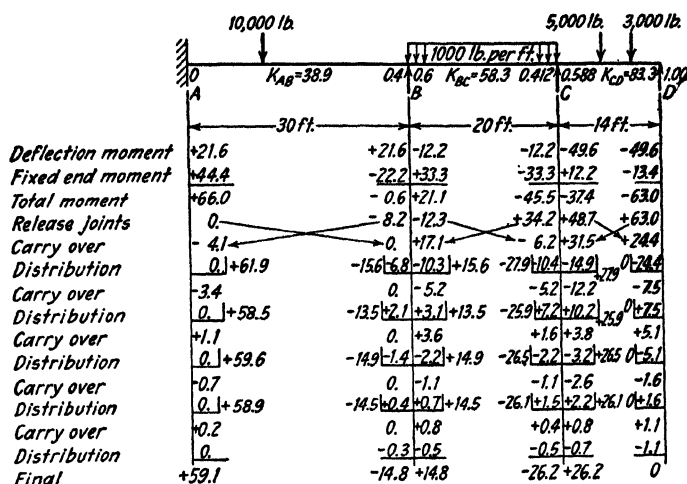 10,000 lb. 5,000 lb. 3,000 lb.
1000 lb. per ft.
0 K_AB=38.9 0.4 0.6 K_BC=58.3 0.412 0.588 K_CD=83.3 1.00
A B C D
30 ft. 20 ft. 14 ft.
Deflection moment +21.6 +21.6 -12.2 -12.2 -49.6 -49.6
Fixed end moment +44.4 -22.2 +33.3 -33.3 +12.2 -13.4
Total moment +66.0 -0.6 +21.1 -45.5 -37.4 -63.0
Release joints 0. -8.2 -12.3 +34.2 +48.7 +63.0
Carry over -4.1 0. +17.1 -6.2 +31.5 +24.4
Distribution 0. +61.9 -15.6 -6.8 -10.3 +15.6 -27.9 -10.4 -14.9 +27.9 0 -24.4
Carry over -3.4 0. -5.2 -5.2 -12.2 -7.5
Distribution 0. +58.5 -13.5 +2.1 +3.1 +13.5 -25.9 +7.2 +10.2 +25.9 0 +7.5
Carry over +1.1 0. +3.6 +1.6 +3.8 +5.1
Distribution 0. +59.6 -14.9 -1.4 -2.2 +14.9 -26.5 -2.2 -3.2 +26.5 0 -5.1
Carry over -0.7 0. -1.1 -1.1 -2.6 -1.6
Distribution 0. +58.9 -14.5 +0.4 +0.7 +14.5 -26.1 +1.5 +2.2 +26.1 0 +1.6
Carry over +0.2 0. +0.8 +0.4 +0.8 +1.1
Distribution 0. -0.3 -0.5 -0.5 -0.7 -1.1
Final +59.1 -14.8 +14.8 -26.2 +26.2 0